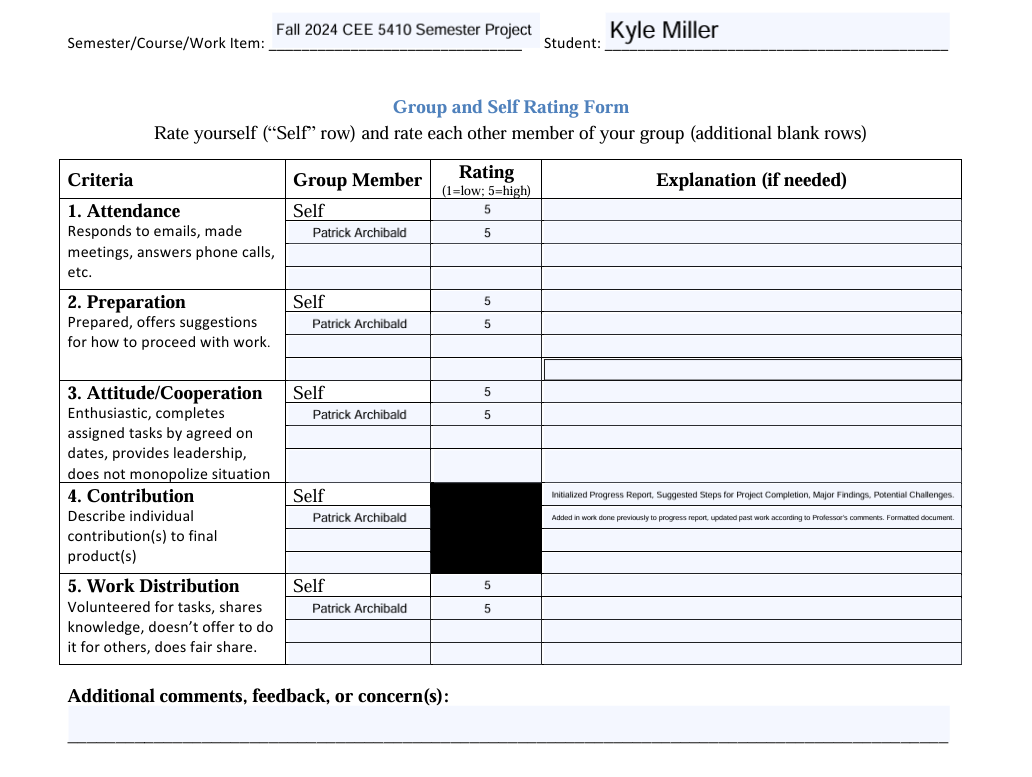 Semester/Course/Work Item: Fall 2024 CEE 5410 Semester Project Student: Kyle Miller
Group and Self Rating Form
Rate yourself (“Self” row) and rate each other member of your group (additional blank rows)
Criteria Group Member Rating (1=low; 5=high) Explanation (if needed)
1. Attendance
Responds to emails, made
meetings, answers phone calls,
etc.
Self 5
Patrick Archibald 5
2. Preparation
Prepared, offers suggestions
for how to proceed with work.
Self 5
Patrick Archibald 5
3. Attitude/Cooperation
Enthusiastic, completes
assigned tasks by agreed on
dates, provides leadership,
does not monopolize situation
Self 5
Patrick Archibald 5
4. Contribution
Describe individual
contribution(s) to final
product(s)
Self Initialized Progress Report, Suggested Steps for Project Completion, Major Findings, Potential Challenges.
Patrick Archibald Added in work done previously to progress report, updated past work according to Professor's comments. Formatted document.
5. Work Distribution
Volunteered for tasks, shares
knowledge, doesn’t offer to do
it for others, does fair share.
Self 5
Patrick Archibald 5
Additional comments, feedback, or concern(s):